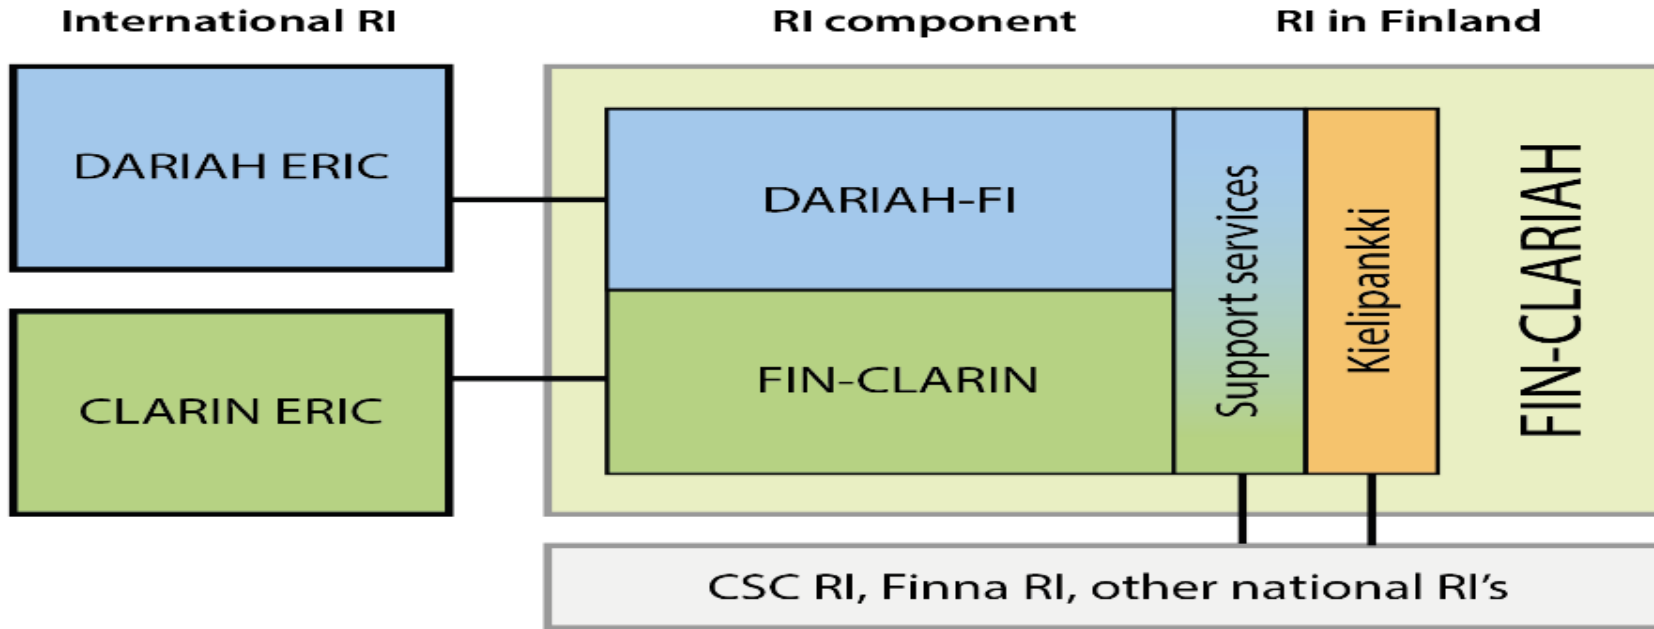 International RI
RI component
RI in Finland
DARIAH ERIC
CLARIN ERIC
DARIAH-FI
FIN-CLARIN
Support services
Kielipankki
FIN-CLARIAH
CSC RI, Finna RI, other national RI’s